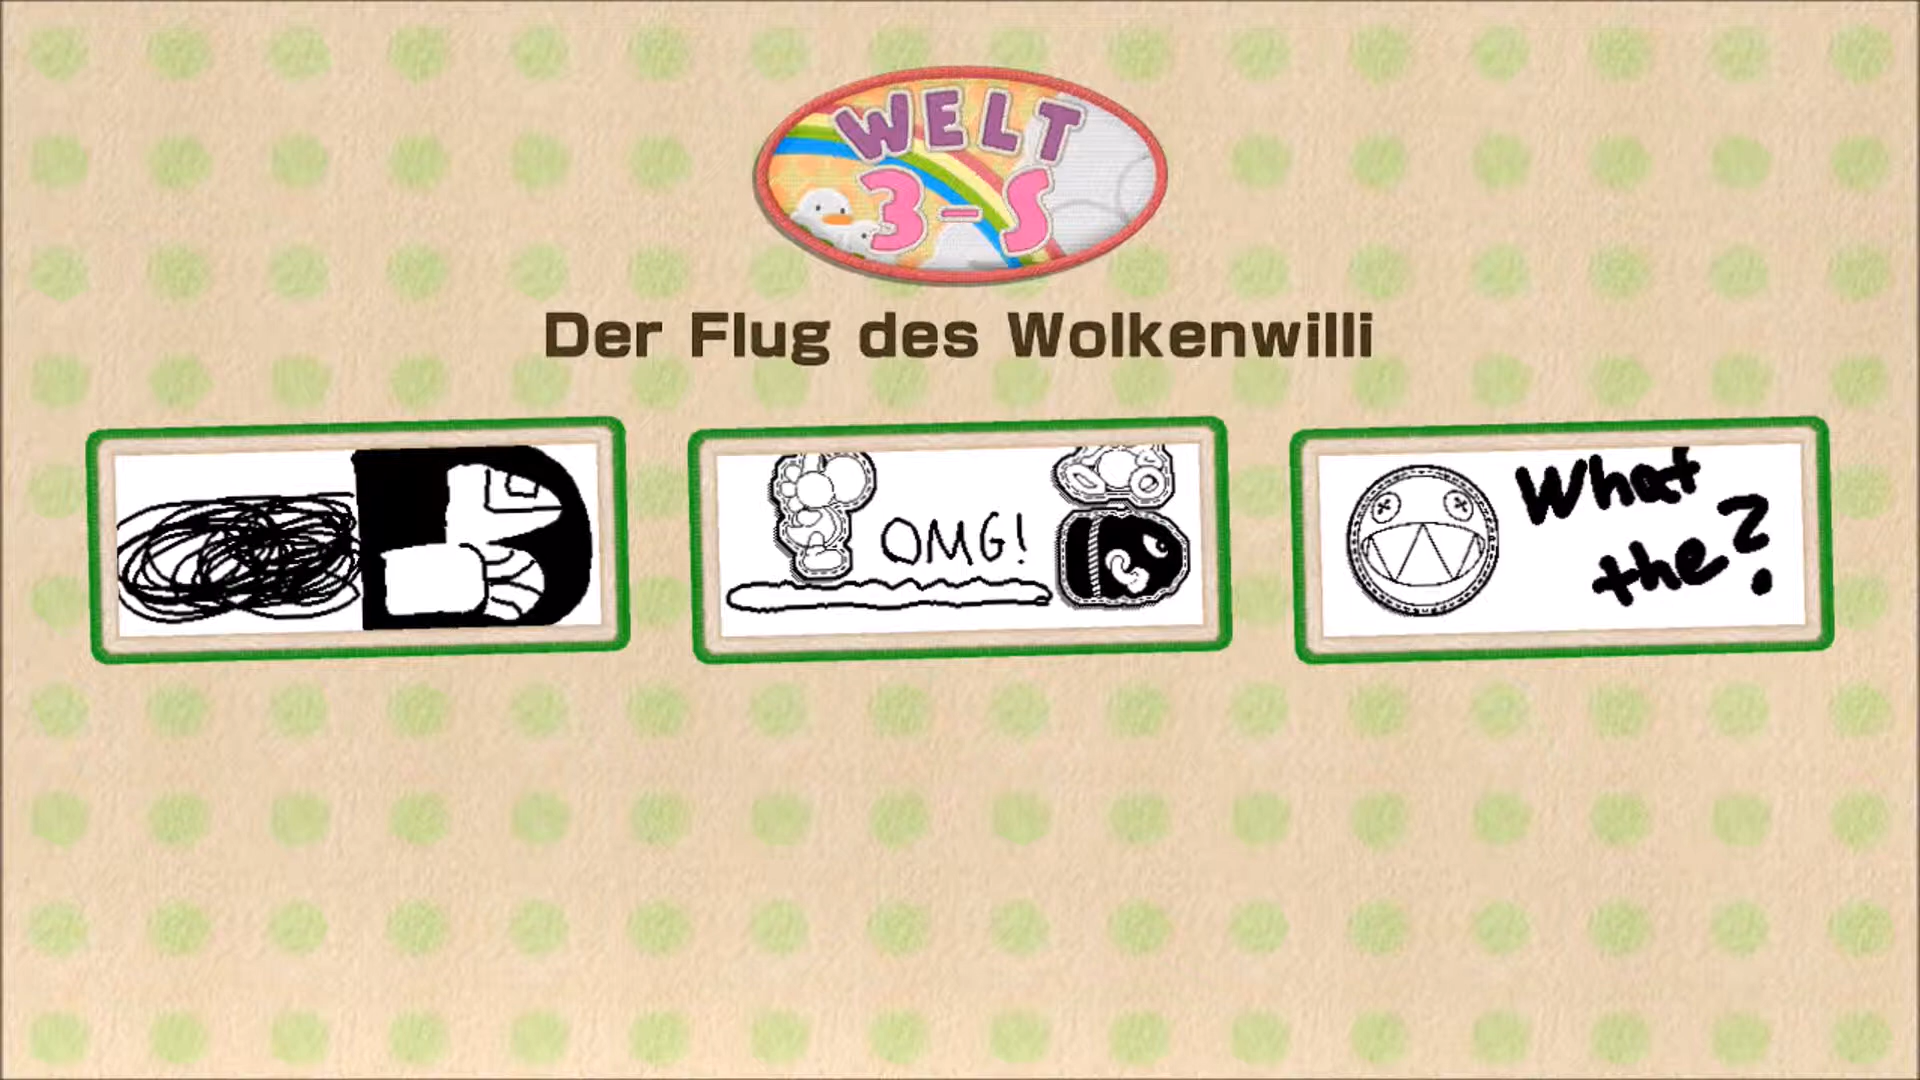 WELT
3-S
Der Flug des Wolkenwilli
OMG!
What
the?